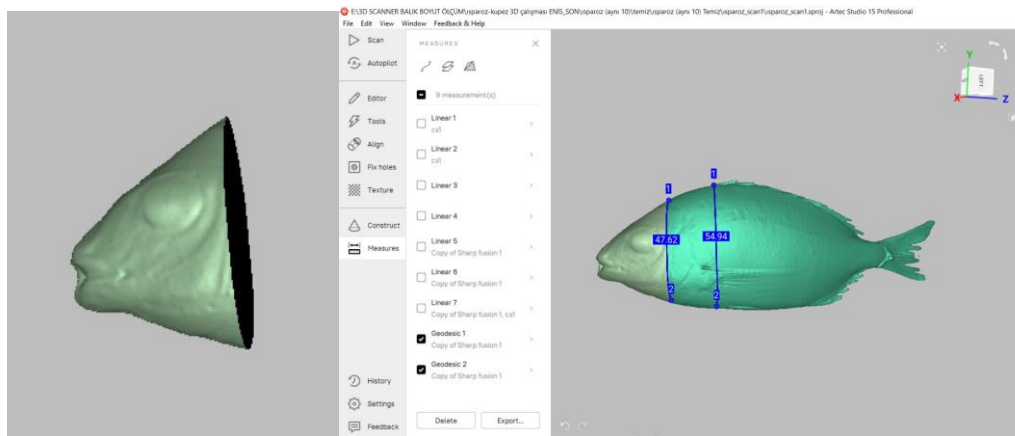 E:\3D SCANNER BALIK BOYUT ÖLÇÜM\ısparoz-kupez 3D çalışması ENİS_SON\ısparoz (aynı 10)\temiz\ısparoz (aynı 10) Temiz\ısparoz_scan1\ısparoz_scan1.sproj - Artec Studio 15 Professional
File Edit View Window Feedback & Help
Scan
Autopilot
Editor
Tools
Align
Fix holes
Texture
Construct
Measures
History
Settings
Feedback
MEASURES
9 measurement(s)
Linear 1
cs1
Linear 2
cs1
Linear 3
Linear 4
Linear 5
Copy of Sharp fusion 1
Linear 6
Copy of Sharp fusion 1
Linear 7
Copy of Sharp fusion 1, cs1
Geodesic 1
Copy of Sharp fusion 1
Geodesic 2
Copy of Sharp fusion 1
Delete Export...
1 1
47.62 54.94
2 2
Y
LEFT
X Z